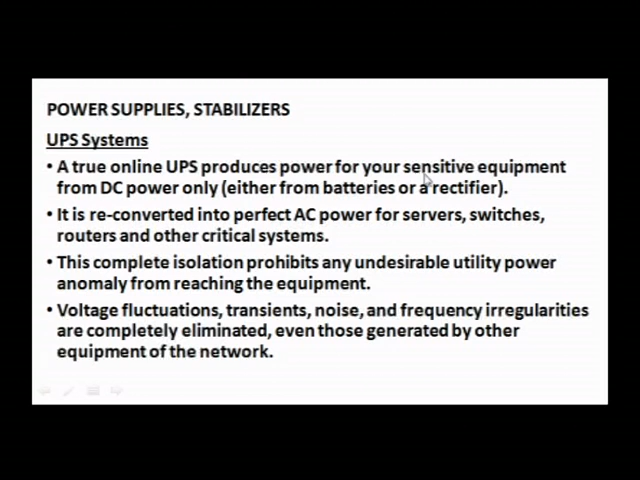 POWER SUPPLIES, STABILIZERS
UPS Systems
• A true online UPS produces power for your sensitive equipment
from DC power only (either from batteries or a rectifier).
• It is re-converted into perfect AC power for servers, switches,
routers and other critical systems.
• This complete isolation prohibits any undesirable utility power
anomaly from reaching the equipment.
• Voltage fluctuations, transients, noise, and frequency irregularities
are completely eliminated, even those generated by other
equipment of the network.